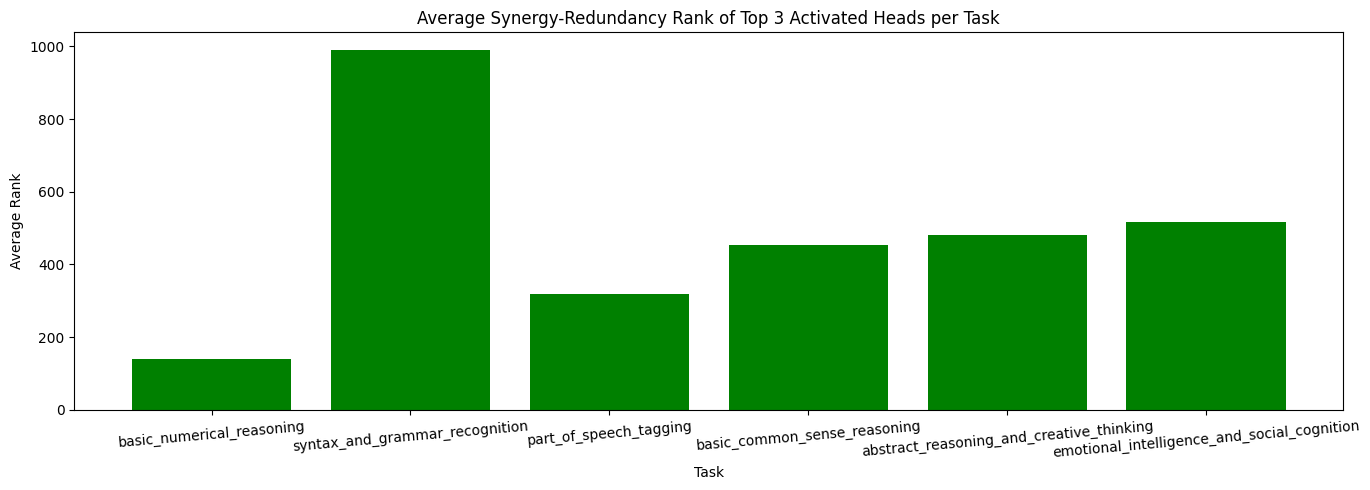 Average Synergy-Redundancy Rank of Top 3 Activated Heads per Task
Average Rank
1000
800
600
400
200
0
basic_numerical_reasoning
syntax_and_grammar_recognition
part_of_speech_tagging
basic_common_sense_reasoning
abstract_reasoning_and_creative_thinking
emotional_intelligence_and_social_cognition
Task